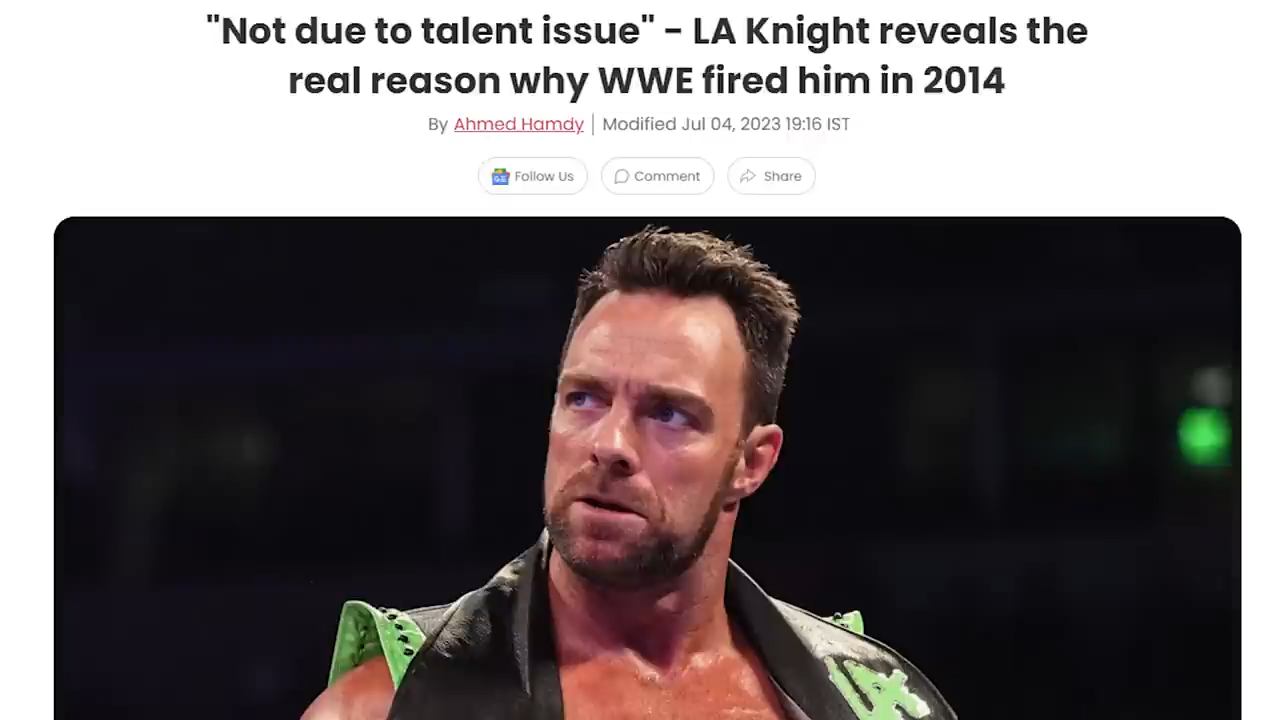 "Not due to talent issue" - LA Knight reveals the
real reason why WWE fired him in 2014
By Ahmed Hamdy | Modified Jul 04, 2023 19:16 IST
Follow Us Comment Share
LA